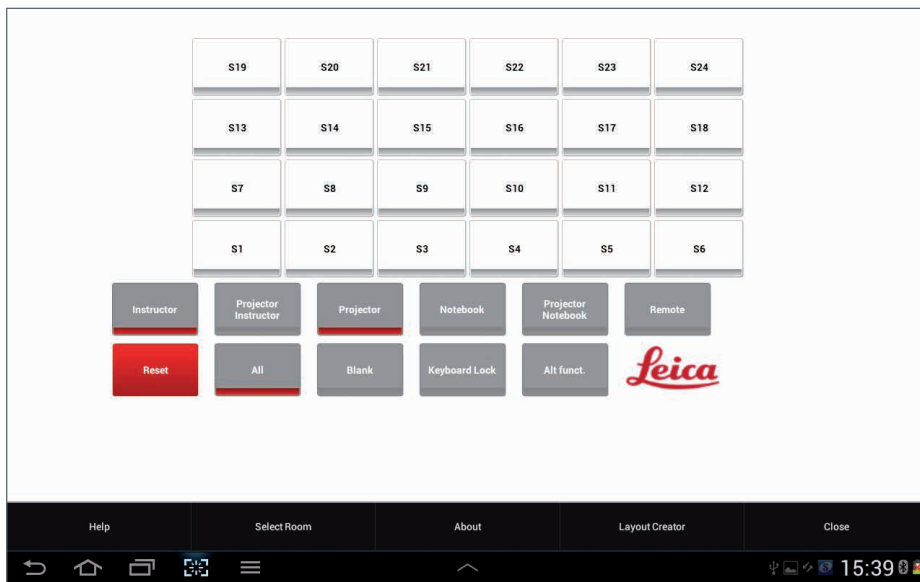 S19 S20 S21 S22 S23 S24
S13 S14 S15 S16 S17 S18
S7 S8 S9 S10 S11 S12
S1 S2 S3 S4 S5 S6
Instructor Projector Instructor Projector Notebook Projector Notebook Remote
Reset All Blank Keyboard Lock Alt funct. Leica
Help Select Room About Layout Creator Close
15:39